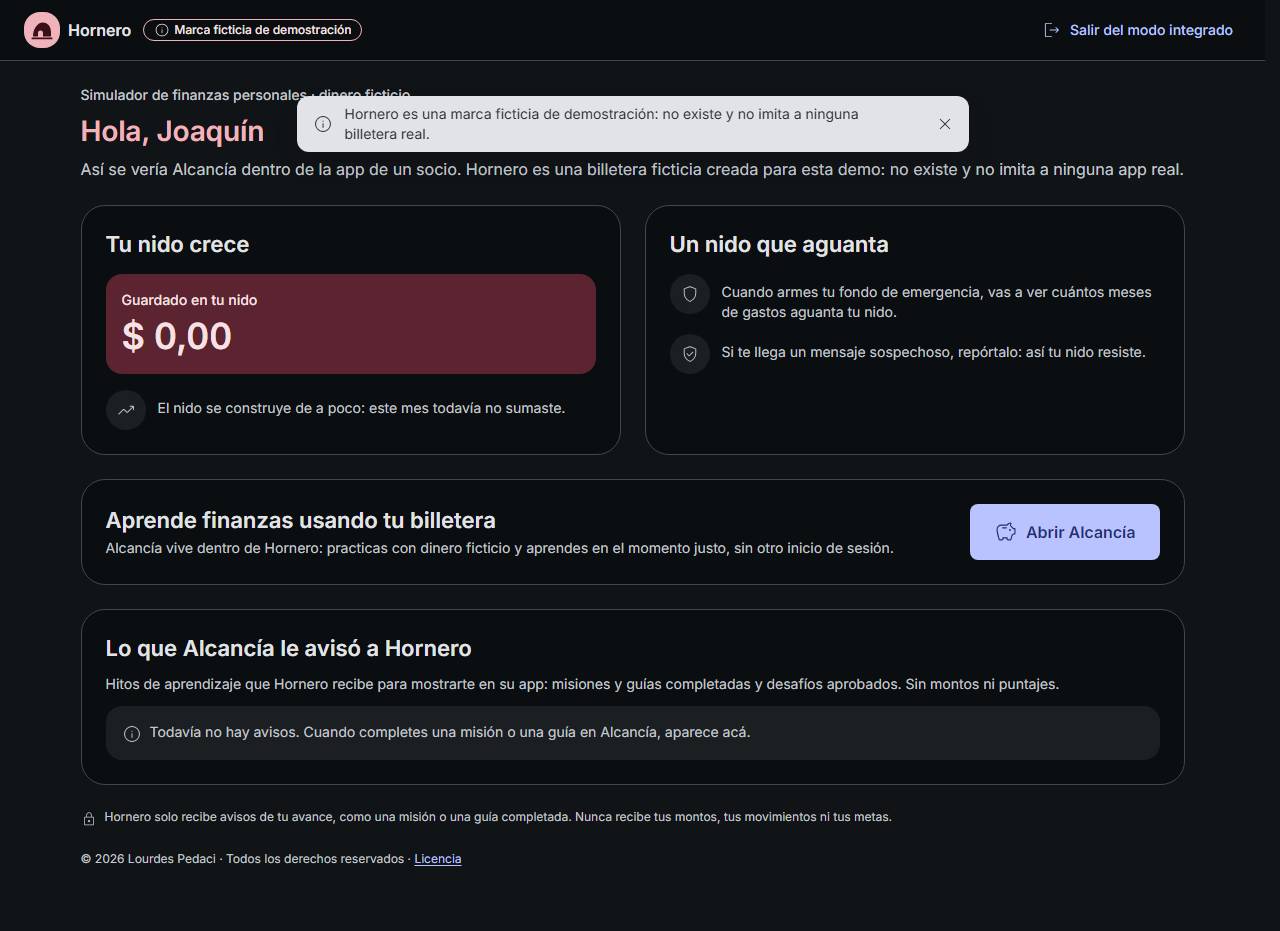 Hornero
Marca ficticia de demostración
Salir del modo integrado
Simulador de finanzas personales · dinero ficticio
Hornero es una marca ficticia de demostración: no existe y no imita a ninguna
billetera real.
Hola, Joaquín
Así se vería Alcancía dentro de la app de un socio. Hornero es una billetera ficticia creada para esta demo: no existe y no imita a ninguna app real.
Tu nido crece
Guardado en tu nido
$ 0,00
El nido se construye de a poco: este mes todavía no sumaste.
Un nido que aguanta
Cuando armes tu fondo de emergencia, vas a ver cuántos meses
de gastos aguanta tu nido.
Si te llega un mensaje sospechoso, repórtalo: así tu nido resiste.
Aprende finanzas usando tu billetera
Alcancía vive dentro de Hornero: practicas con dinero ficticio y aprendes en el momento justo, sin otro inicio de sesión.
Abrir Alcancía
Lo que Alcancía le avisó a Hornero
Hitos de aprendizaje que Hornero recibe para mostrarte en su app: misiones y guías completadas y desafíos aprobados. Sin montos ni puntajes.
Todavía no hay avisos. Cuando completes una misión o una guía en Alcancía, aparece acá.
Hornero solo recibe avisos de tu avance, como una misión o una guía completada. Nunca recibe tus montos, tus movimientos ni tus metas.
© 2026 Lourdes Pedaci · Todos los derechos reservados · Licencia